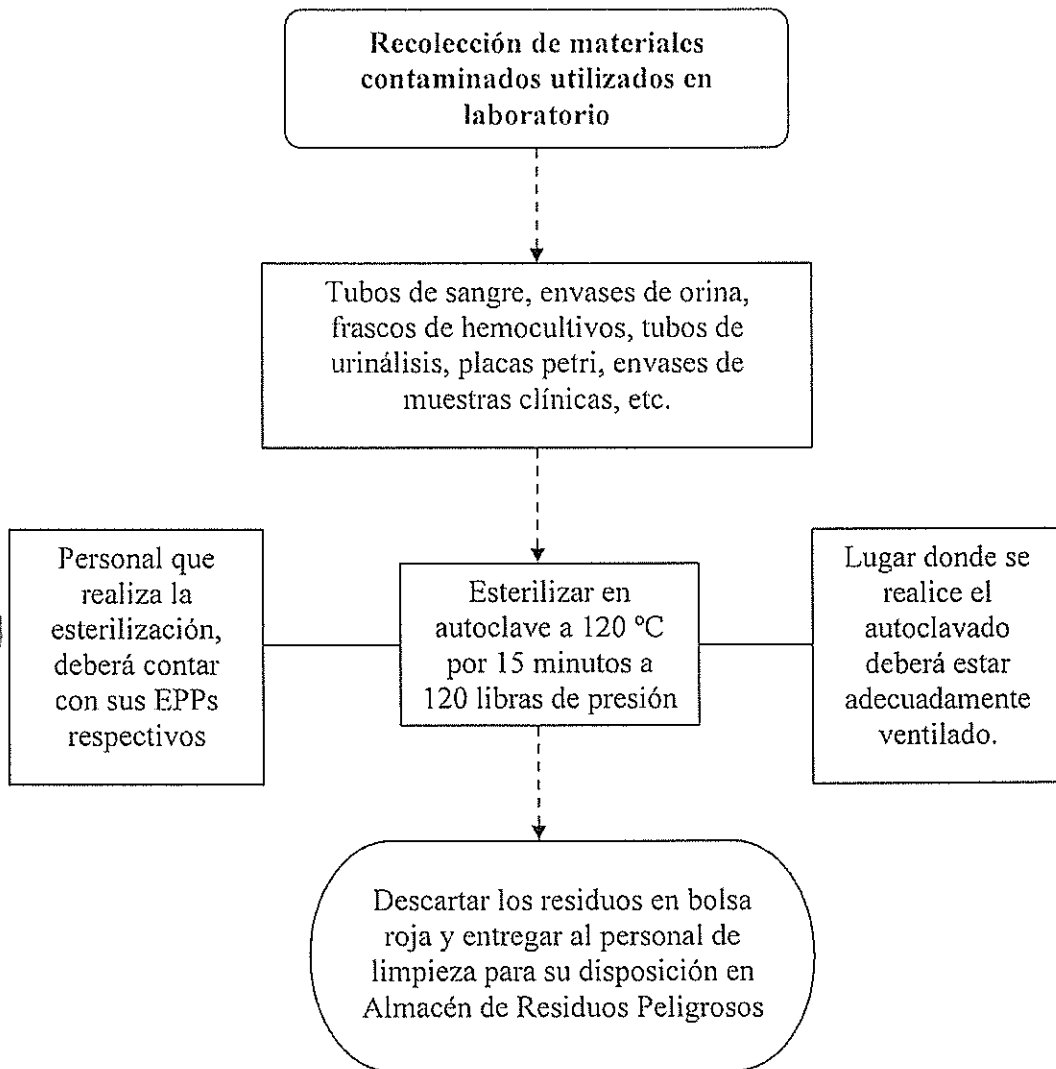 Recolección de materiales
contaminados utilizados en
laboratorio
Tubos de sangre, envases de orina,
frascos de hemocultivos, tubos de
urinálisis, placas petri, envases de
muestras clínicas, etc.
Personal que
realiza la
esterilización,
deberá contar
con sus EPPs
respectivos
Esterilizar en
autoclave a 120 ºC
por 15 minutos a
120 libras de presión
Lugar donde se
realice el
autoclavado
deberá estar
adecuadamente
ventilado.
Descartar los residuos en bolsa
roja y entregar al personal de
limpieza para su disposición en
Almacén de Residuos Peligrosos